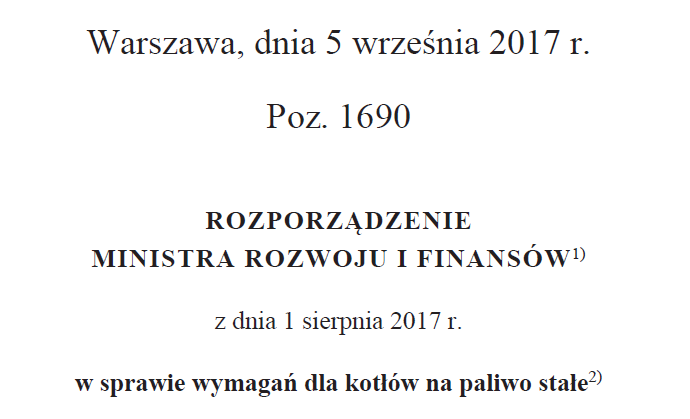 Warszawa, dnia 5 września 2017 r.
Poz. 1690
ROZPORZĄDZENIE
MINISTRA ROZWOJU I FINANSÓW1)
z dnia 1 sierpnia 2017 r.
w sprawie wymagań dla kotłów na paliwo stałe2)